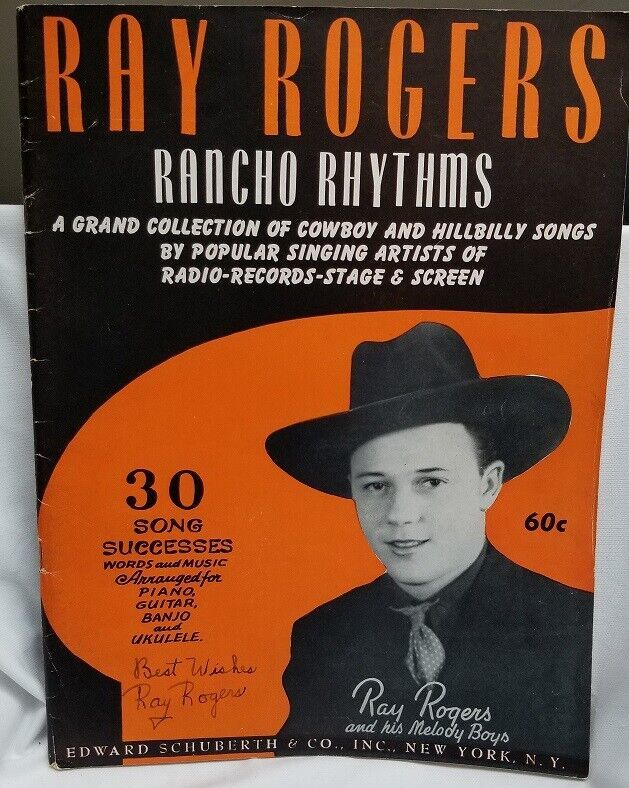 RAY ROGERS
RANCHO RHYTHMS
A GRAND COLLECTION OF COWBOY AND HILLBILLY SONGS
BY POPULAR SINGING ARTISTS OF
RADIO-RECORDS-STAGE & SCREEN
30
SONG
SUCCESSES
WORDS and MUSIC
Arranged for
PIANO,
GUITAR,
BANJO
and
UKULELE.
60c
Best Wishes
Ray Rogers
Ray Rogers
and his Melody Boys
EDWARD SCHUBERTH & CO., INC., NEW YORK, N. Y.